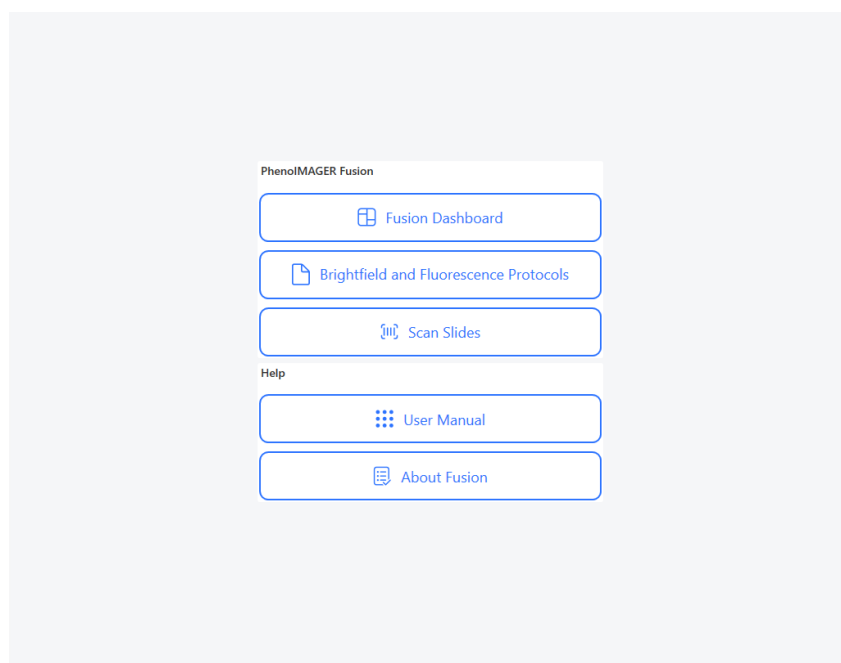 PhenoIMAGER Fusion
Fusion Dashboard
Brightfield and Fluorescence Protocols
Scan Slides
Help
User Manual
About Fusion